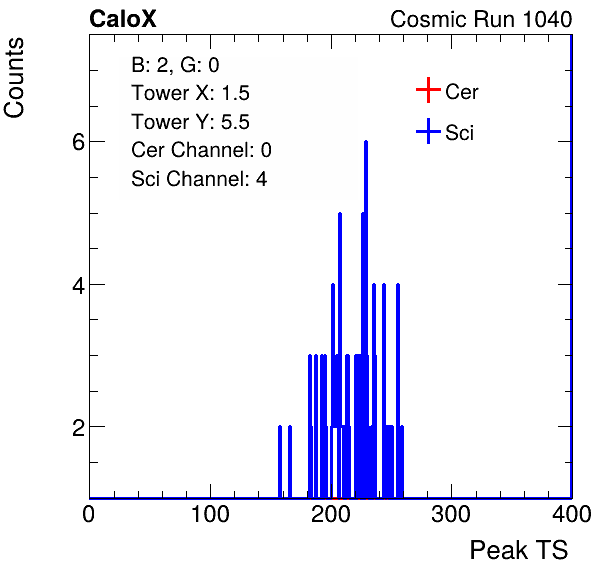 CaloX Cosmic Run 1040
Counts
B: 2, G: 0
Tower X: 1.5
Tower Y: 5.5
Cer Channel: 0
Sci Channel: 4
Cer
Sci
6
4
2
0 100 200 300 400
Peak TS